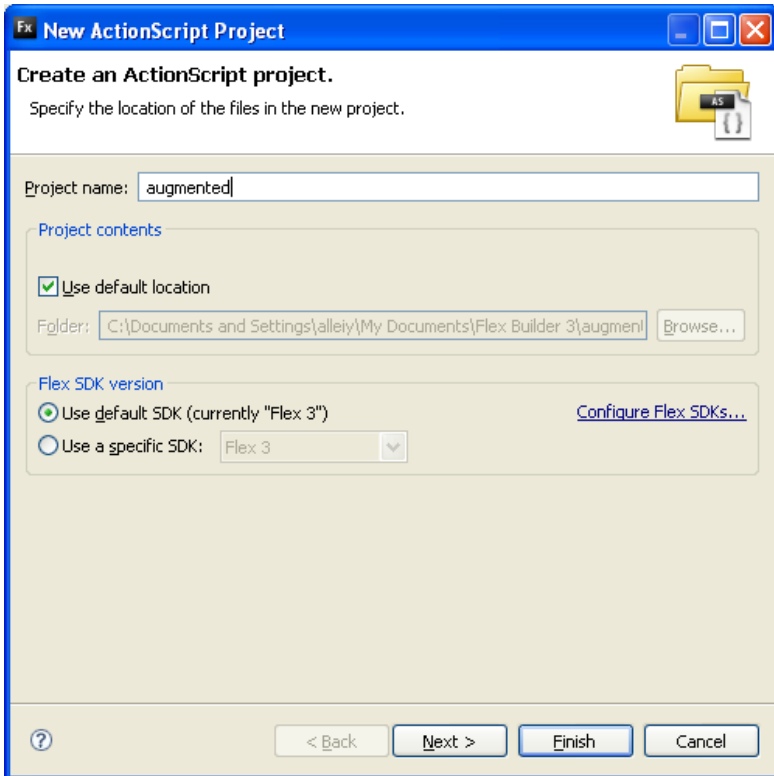 Fx New ActionScript Project
Create an ActionScript project.
Specify the location of the files in the new project.
AS
{ }
Project name: augmented
Project contents
Use default location
Folder: C:\Documents and Settings\alleiy\My Documents\Flex Builder 3\augment Browse...
Flex SDK version
Use default SDK (currently "Flex 3") Configure Flex SDKs...
Use a specific SDK: Flex 3
? < Back Next > Finish Cancel